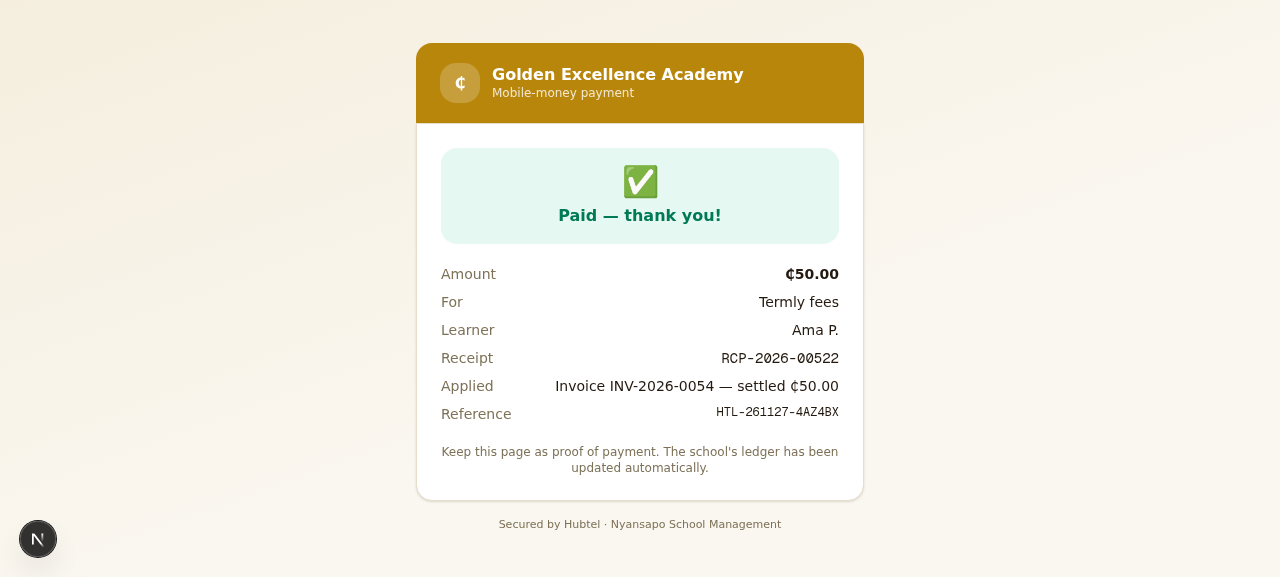 ₵
Golden Excellence Academy
Mobile-money payment
Paid — thank you!
Amount ₵50.00
For Termly fees
Learner Ama P.
Receipt RCP-2026-00522
Applied Invoice INV-2026-0054 — settled ₵50.00
Reference HTL-261127-4AZ4BX
Keep this page as proof of payment. The school's ledger has been
updated automatically.
Secured by Hubtel · Nyansapo School Management
N